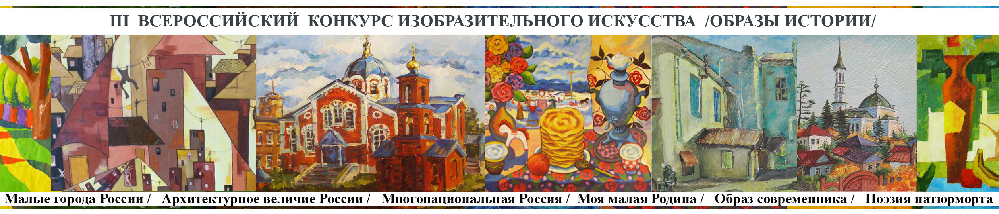 III ВСЕРОССИЙСКИЙ КОНКУРС ИЗОБРАЗИТЕЛЬНОГО ИСКУССТВА /ОБРАЗЫ ИСТОРИИ/
Малые города России / Архитектурное величие России / Многонациональная Россия / Моя малая Родина / Образ современника / Поэзия натюрморта